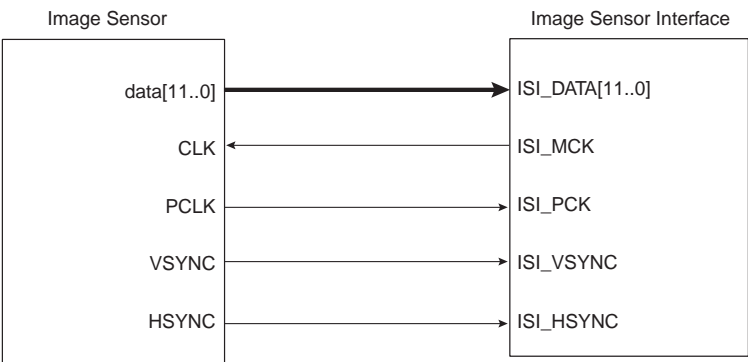 Image Sensor
Image Sensor Interface
data[11..0]
ISI_DATA[11..0]
CLK
ISI_MCK
PCLK
ISI_PCK
VSYNC
ISI_VSYNC
HSYNC
ISI_HSYNC